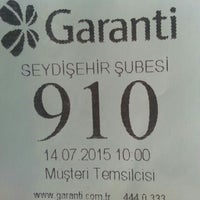 Garanti
SEYDİŞEHİR ŞUBESİ
910
14.07.2015 10:00
Müşteri Temsilcisi
www.garanti.com.tr 444 0 333